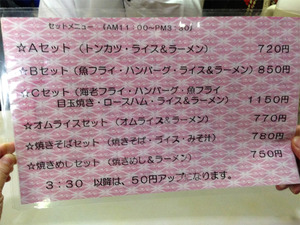 セットメニュー （AM11：00～PM3：30）
☆Aセット（トンカツ・ライス＆ラーメン） 720円
☆Bセット（魚フライ・ハンバーグ・ライス＆ラーメン） 850円
☆Cセット（海老フライ・ハンバーグ・魚フライ
目玉焼き・ロースハム・ライス＆ラーメン） 1150円
☆オムライスセット（オムライス＆ラーメン） 770円
☆焼きそばセット（焼きそば・ライス・みそ汁） 780円
☆焼きめしセット（焼きめし＆ラーメン） 750円
3：30 以降は、50円アップになります。